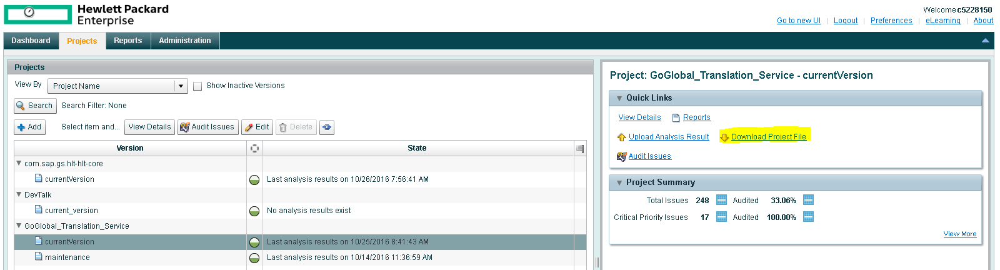 Hewlett Packard
Enterprise
Welcome c5228150
Go to new UI | Logout | Preferences | eLearning | About
Dashboard Projects Reports Administration
Projects
View By Project Name Show Inactive Versions
Search Search Filter: None
Add Select item and... View Details Audit Issues Edit Delete
Version State
com.sap.gs.hlt-hlt-core
currentVersion Last analysis results on 10/26/2016 7:56:41 AM
DevTalk
current_version No analysis results exist
GoGlobal_Translation_Service
currentVersion Last analysis results on 10/25/2016 8:41:43 AM
maintenance Last analysis results on 10/14/2016 11:36:59 AM
Project: GoGlobal_Translation_Service - currentVersion
Quick Links
View Details Reports
Upload Analysis Result Download Project File
Audit Issues
Project Summary
Total Issues 248 Audited 33.06%
Critical Priority Issues 17 Audited 100.00%
View More